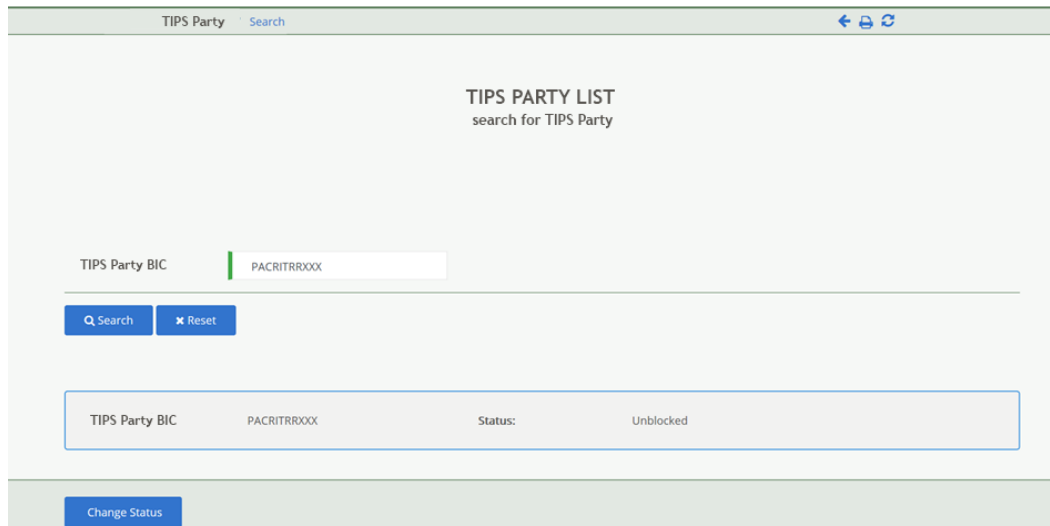 TIPS Party Search
TIPS PARTY LIST
search for TIPS Party
TIPS Party BIC PACRITRRXXX
Search Reset
TIPS Party BIC PACRITRRXXX Status: Unblocked
Change Status